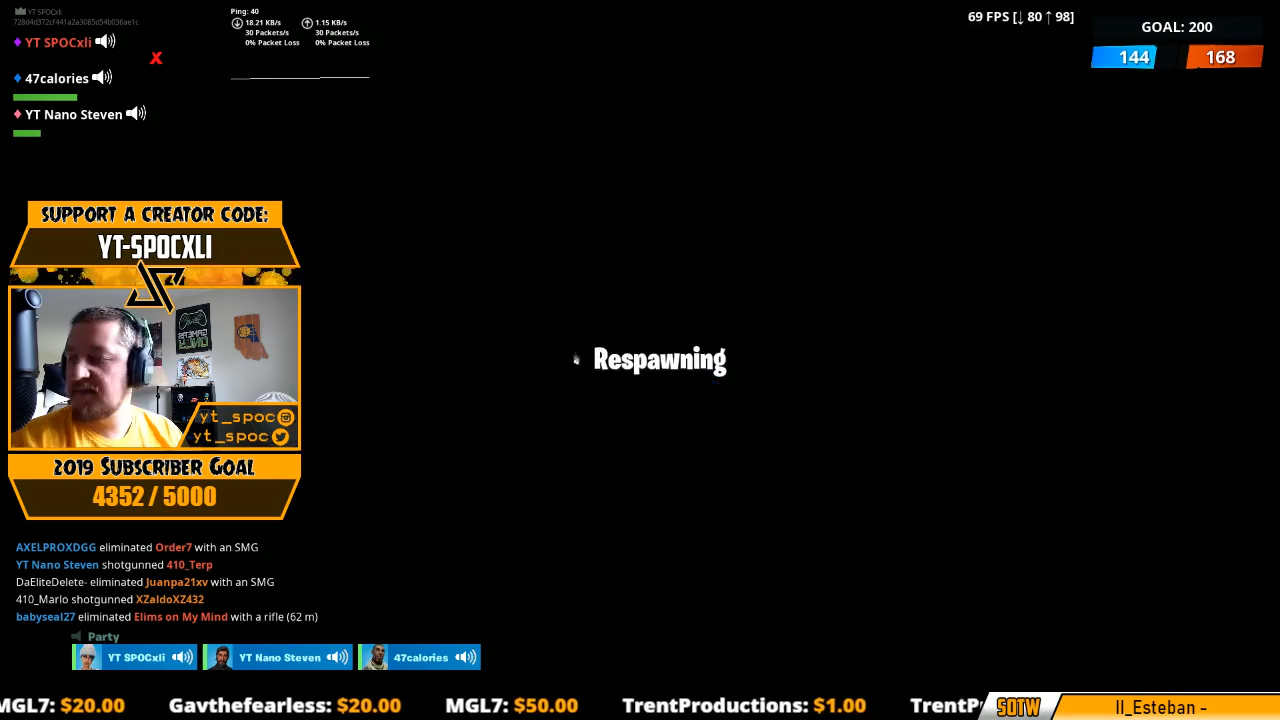 YT SPOCxli
728d4d372cf441a2a3085d54b036ae1c
YT SPOCxli
X
47calories
YT Nano Steven
Ping: 40
18.21 KB/s
1.15 KB/s
30 Packets/s
30 Packets/s
0% Packet Loss
0% Packet Loss
69 FPS [↓ 80 ↑ 98]
GOAL: 200
144
168
SUPPORT A CREATOR CODE:
YT-SPOCXLI
yt_spoc
yt_spoc
2019 SUBSCRIBER GOAL
4352 / 5000
Respawning
AXELPROXDGG eliminated Order7 with an SMG
YT Nano Steven shotgunned 410_Terp
DaEliteDelete- eliminated Juanpa21xv with an SMG
410_Marlo shotgunned XZaldoXZ432
babyseal27 eliminated Elims on My Mind with a rifle (62 m)
Party
YT SPOCxli
YT Nano Steven
47calories
MGL7: $20.00 Gavthefearless: $20.00 MGL7: $50.00 TrentProductions: $1.00 TrentP
SOTW
II_Esteban -